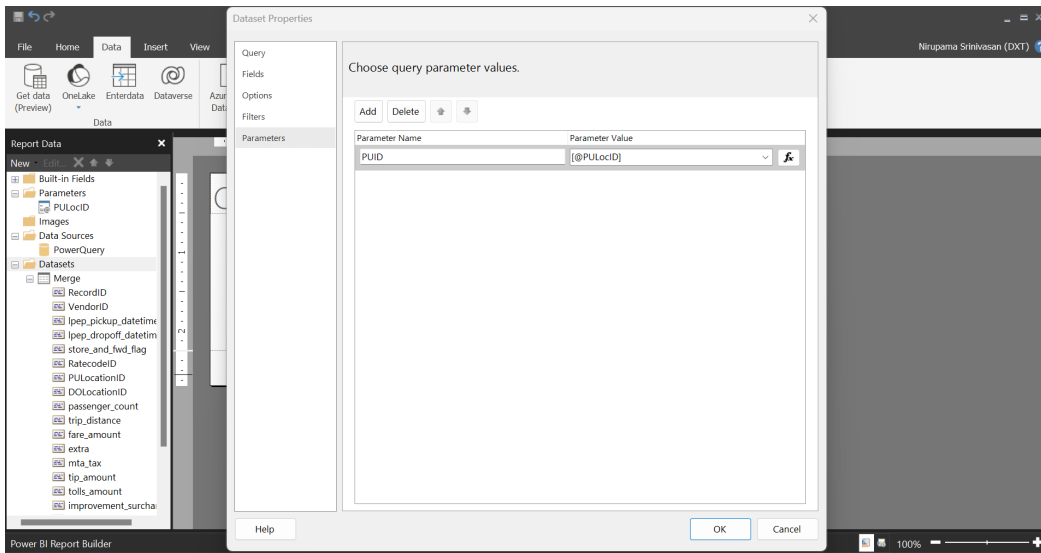 Dataset Properties
File Home Data Insert View
Nirupama Srinivasan (DXT)
Get data (Preview)
OneLake
Enterdata
Dataverse
Data
Report Data
New Edit...
Built-in Fields
Parameters
PULocID
Images
Data Sources
PowerQuery
Datasets
Merge
RecordID
VendorID
lpep_pickup_datetime
store_and_fwd_flag
RatecodeID
PULocationID
DOLocationID
passenger_count
trip_distance
fare_amount
extra
mta_tax
tip_amount
tolls_amount
Power BI Report Builder
Query
Fields
Options
Filters
Parameters
Choose query parameter values.
Add Delete
Parameter Name Parameter Value
PUID [@PULocID] fx
Help OK Cancel
1
2
100%